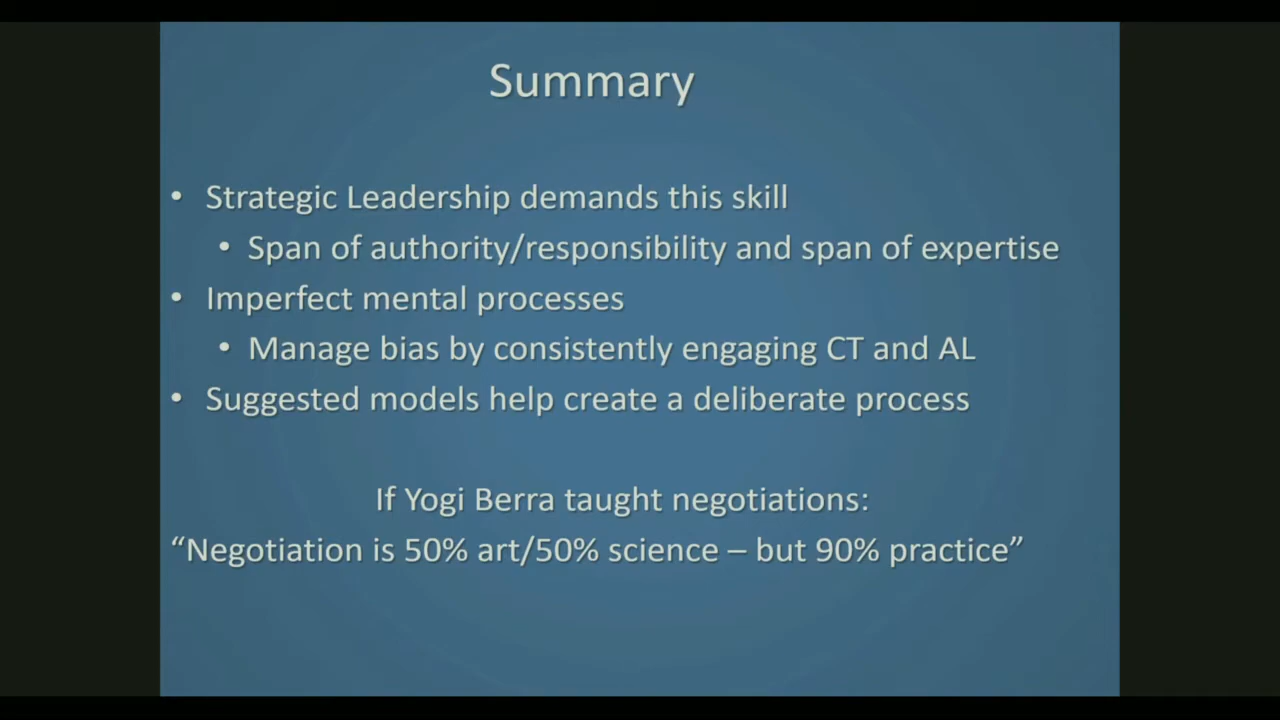 Summary
• Strategic Leadership demands this skill
• Span of authority/responsibility and span of expertise
• Imperfect mental processes
• Manage bias by consistently engaging CT and AL
• Suggested models help create a deliberate process
If Yogi Berra taught negotiations:
“Negotiation is 50% art/50% science – but 90% practice”